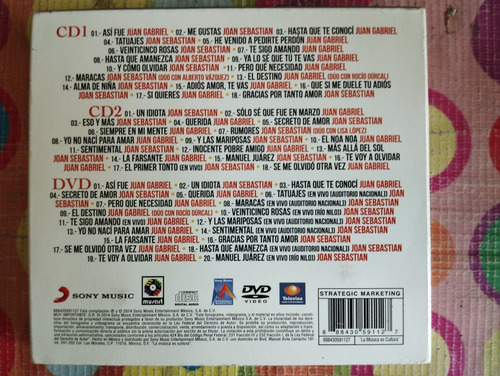 CD1 01.- ASÍ FUE JUAN GABRIEL • 02.- ME GUSTAS JOAN SEBASTIAN • 03.- HASTA QUE TE CONOCÍ JUAN GABRIEL
04.- TATUAJES JOAN SEBASTIAN • 05.- HE VENIDO A PEDIRTE PERDÓN JUAN GABRIEL
06.- VEINTICINCO ROSAS JOAN SEBASTIAN • 07.- TE SIGO AMANDO JUAN GABRIEL
08.- HASTA QUE AMANEZCA JOAN SEBASTIAN • 09.- YA LO SÉ QUE TÚ TE VAS JUAN GABRIEL
10.- Y CÓMO OLVIDAR JOAN SEBASTIAN • 11.- PERO QUÉ NECESIDAD JUAN GABRIEL
12.- MARACAS JOAN SEBASTIAN (DÚO CON ALBERTO VÁZQUEZ) • 13.- EL DESTINO JUAN GABRIEL (DÚO CON ROCÍO DÚRCAL)
14.- ALMA DE NIÑA JOAN SEBASTIAN • 15.- ADIÓS AMOR, TE VAS JUAN GABRIEL • 16.- QUE SI ME DUELE TU ADIÓS
JOAN SEBASTIAN • 17.- SI QUIERES JUAN GABRIEL • 18.- GRACIAS POR TANTO AMOR JOAN SEBASTIAN
CD2 01.- UN IDIOTA JOAN SEBASTIAN • 02.- SÓLO SÉ QUE FUE EN MARZO JUAN GABRIEL
03.- ESO Y MÁS JOAN SEBASTIAN • 04.- QUERIDA JUAN GABRIEL • 05.- SECRETO DE AMOR JOAN SEBASTIAN
06.- SIEMPRE EN MI MENTE JUAN GABRIEL • 07.- RUMORES JOAN SEBASTIAN (DÚO CON LISA LÓPEZ)
08.- YO NO NACÍ PARA AMAR JUAN GABRIEL • 09.- Y LAS MARIPOSAS JOAN SEBASTIAN • 10.- EL NOA NOA JUAN GABRIEL
11.- SENTIMENTAL JOAN SEBASTIAN • 12.- INOCENTE POBRE AMIGO JUAN GABRIEL • 13.- MÁS ALLÁ DEL SOL
JOAN SEBASTIAN • 14.- LA FARSANTE JUAN GABRIEL • 15.- MANUEL JUÁREZ JOAN SEBASTIAN • 16.- TE VOY A OLVIDAR
JUAN GABRIEL • 17.- EL PRIMER TONTO (EN VIVO) JOAN SEBASTIAN • 18.- SE ME OLVIDÓ OTRA VEZ JUAN GABRIEL
DVD 01.- ASÍ FUE JUAN GABRIEL • 02.- UN IDIOTA JOAN SEBASTIAN • 03.- HASTA QUE TE CONOCÍ JUAN GABRIEL
04.- SECRETO DE AMOR JOAN SEBASTIAN • 05.- QUERIDA JUAN GABRIEL • 06.- TATUAJES (EN VIVO (AUDITORIO NACIONAL)) JOAN
SEBASTIAN • 07.- PERO QUE NECESIDAD JUAN GABRIEL • 08.- MARACAS (EN VIVO (AUDITORIO NACIONAL)) JOAN SEBASTIAN
09.- EL DESTINO JUAN GABRIEL (DÚO CON ROCÍO DÚRCAL) • 10.- VEINTICINCO ROSAS (EN VIVO IRÍO NILO) JOAN SEBASTIAN
11.- TE SIGO AMANDO (EN VIVO) JUAN GABRIEL • 12.- Y LAS MARIPOSAS (EN VIVO (AUDITORIO NACIONAL)) JOAN SEBASTIAN
13.- YO NO NACÍ PARA AMAR JUAN GABRIEL • 14.- SENTIMENTAL (EN VIVO (AUDITORIO NACIONAL)) JOAN SEBASTIAN
15.- LA FARSANTE JUAN GABRIEL • 16.- GRACIAS POR TANTO AMOR JOAN SEBASTIAN
17.- SE ME OLVIDÓ OTRA VEZ JUAN GABRIEL • 18.- HASTA QUE AMANEZCA (EN VIVO (AUDITORIO NACIONAL)) JOAN SEBASTIAN
19.- TE VOY A OLVIDAR JUAN GABRIEL • 20.- MANUEL JUÁREZ (EN VIVO IRÍO NILO) JOAN SEBASTIAN
SONY MUSIC
musart
COMPACT disc DIGITAL AUDIO
DVD VIDEO
Televisa
STRATEGIC MARKETING
8 88430 59112 7
88843059112 "La Música es Cultura"